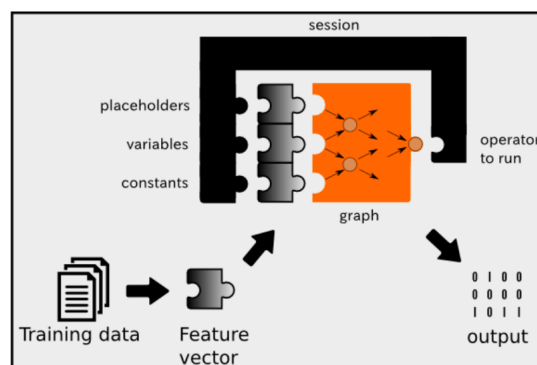 session
placeholders
variables
constants
operator
to run
graph
Training data
Feature
vector
0 1 0 0
0 0 0 0
1 0 1 1
output